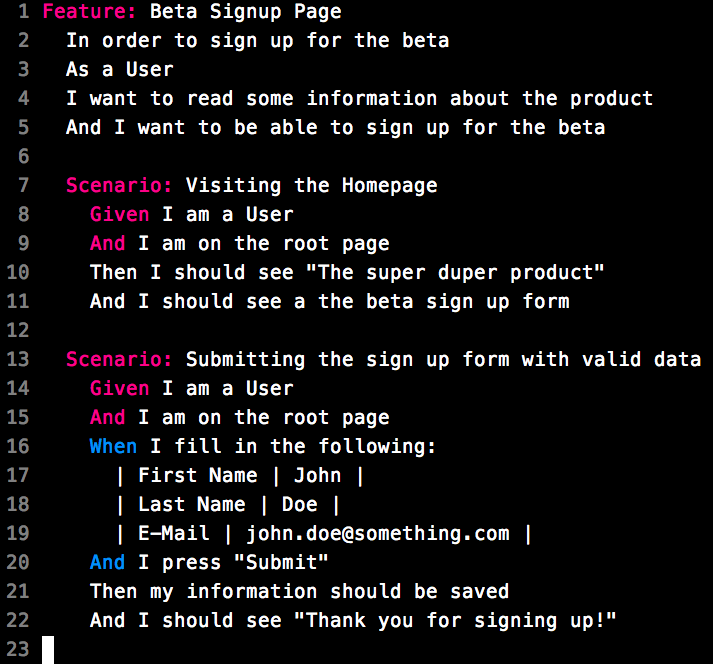 1 Feature: Beta Signup Page
2 In order to sign up for the beta
3 As a User
4 I want to read some information about the product
5 And I want to be able to sign up for the beta
6
7 Scenario: Visiting the Homepage
8 Given I am a User
9 And I am on the root page
10 Then I should see "The super duper product"
11 And I should see a the beta sign up form
12
13 Scenario: Submitting the sign up form with valid data
14 Given I am a User
15 And I am on the root page
16 When I fill in the following:
17 | First Name | John |
18 | Last Name | Doe |
19 | E-Mail | john.doe@something.com |
20 And I press "Submit"
21 Then my information should be saved
22 And I should see "Thank you for signing up!"
23